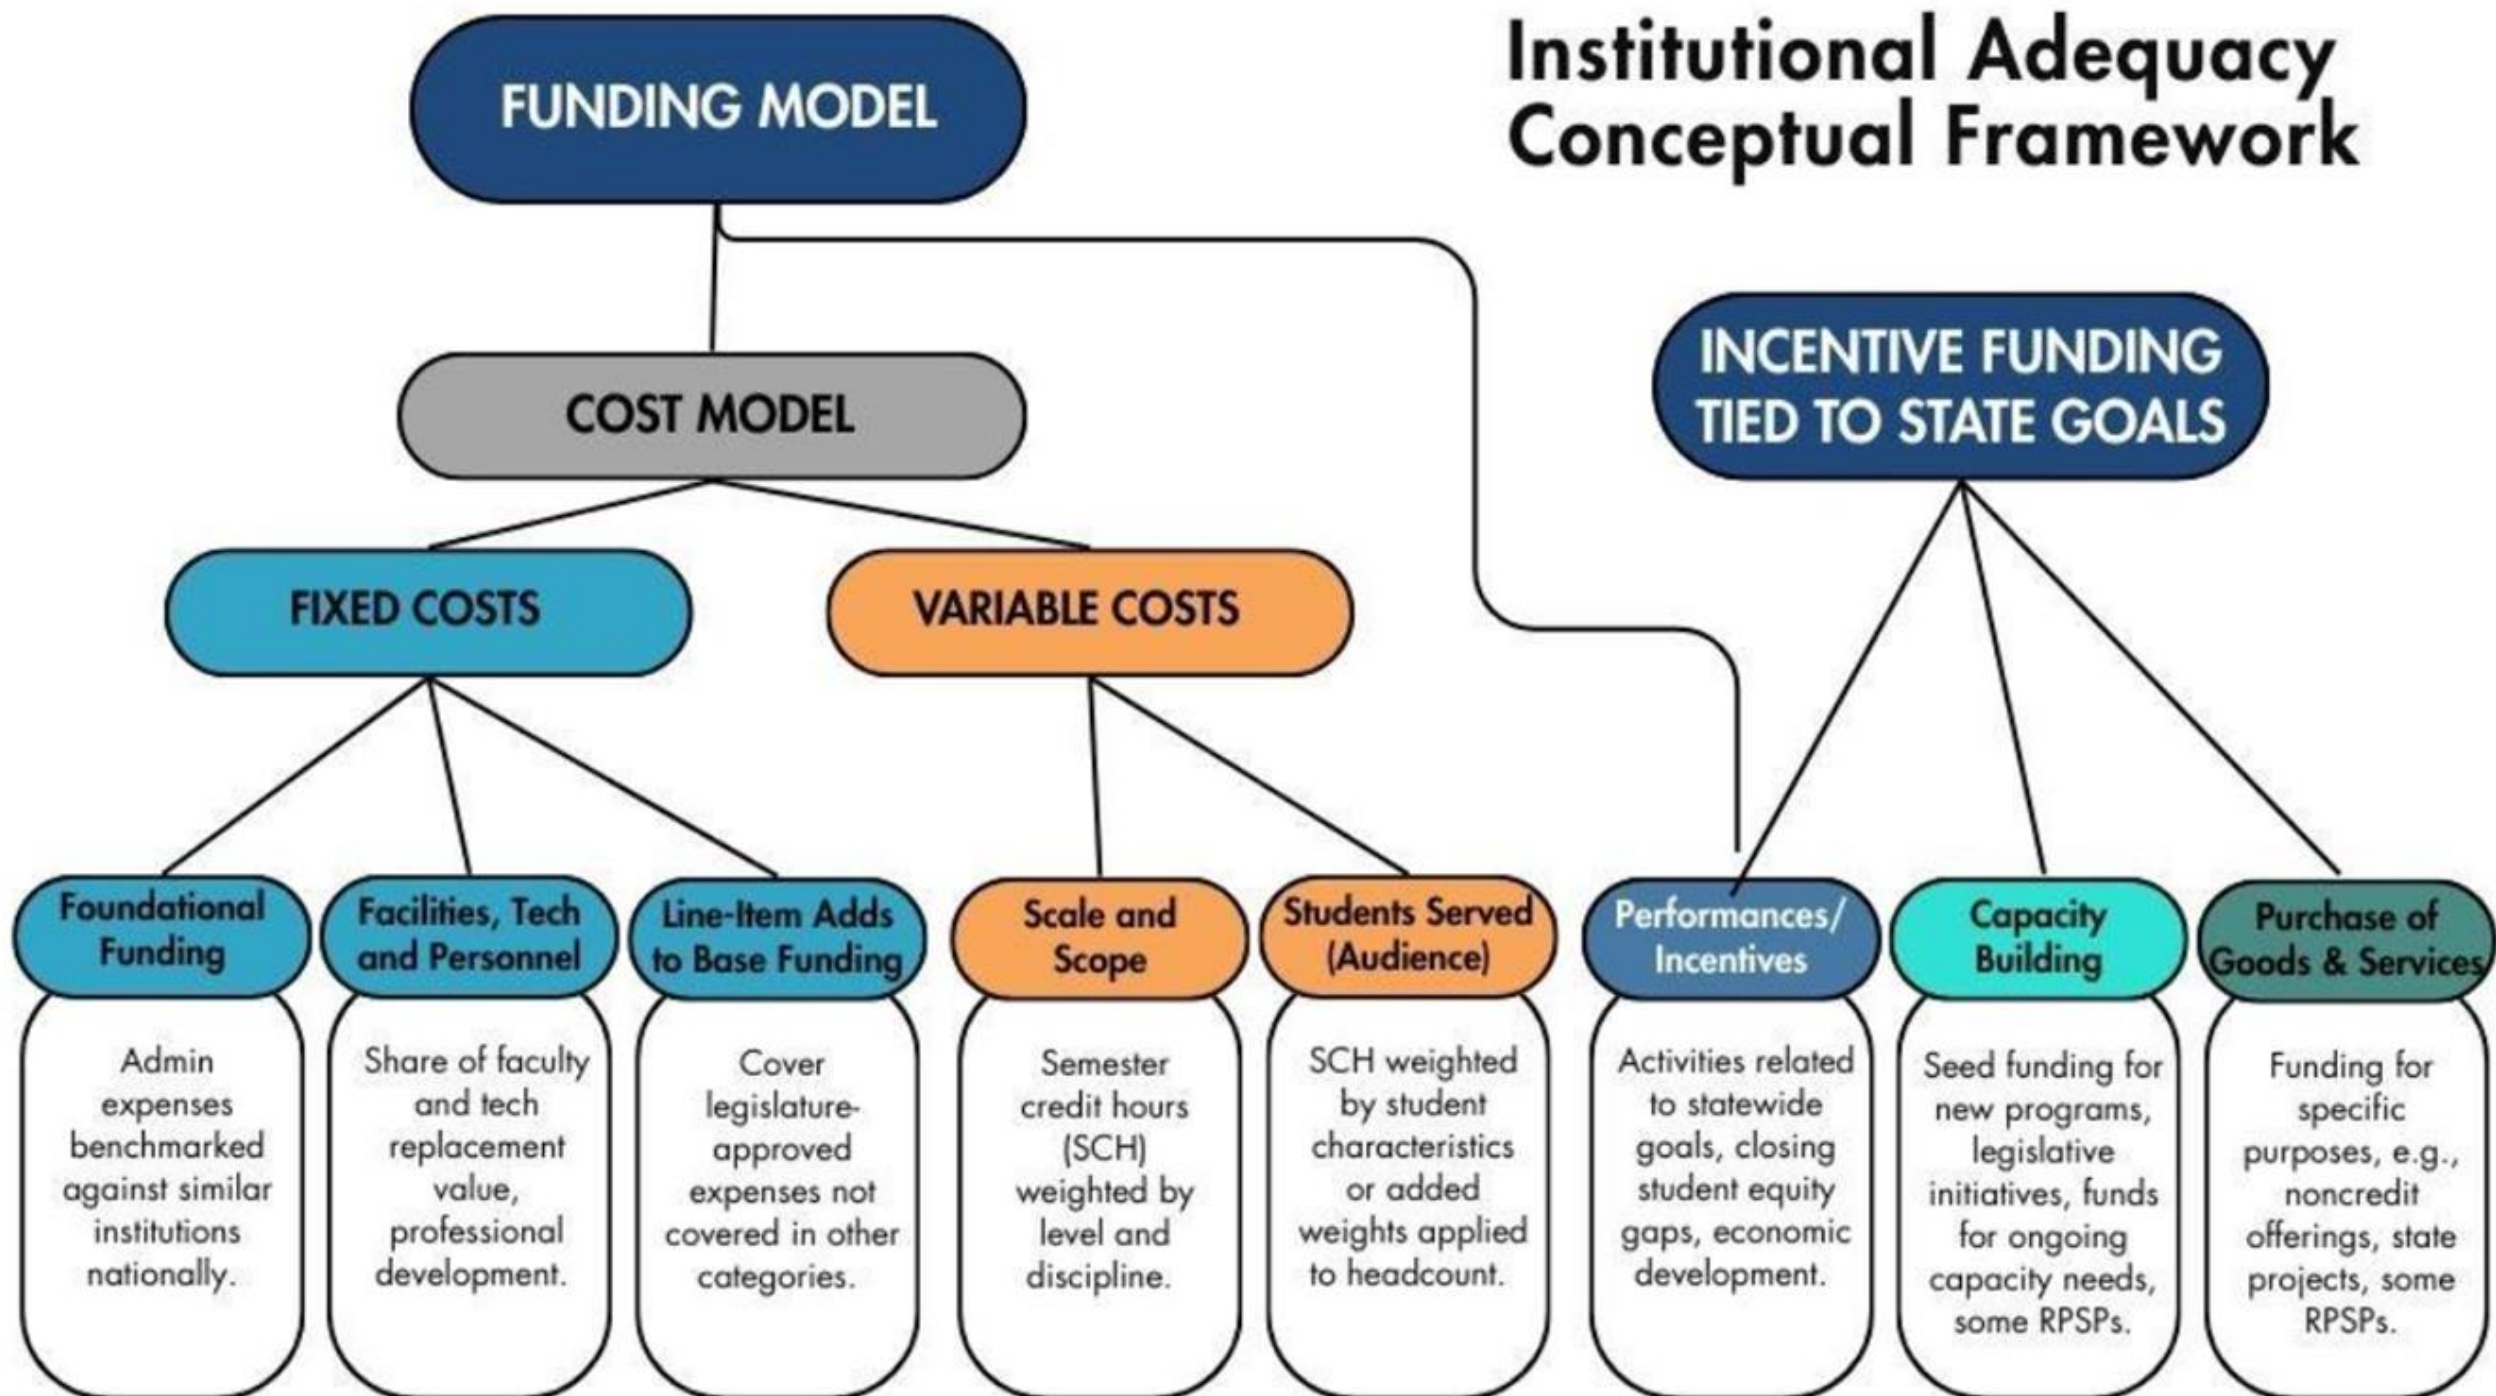 FUNDING MODEL
Institutional Adequacy
Conceptual Framework
INCENTIVE FUNDING
TIED TO STATE GOALS
COST MODEL
FIXED COSTS
VARIABLE COSTS
Foundational
Funding
Admin
expenses
benchmarked
against similar
institutions
nationally.
Facilities, Tech
and Personnel
Share of faculty
and tech
replacement
value,
professional
development.
Line-Item Adds
to Base Funding
Cover
legislature-
approved
expenses not
covered in other
categories.
Scale and
Scope
Semester
credit hours
(SCH)
weighted by
level and
discipline.
Students Served
(Audience)
SCH weighted
by student
characteristics
or added
weights applied
to headcount.
Performances/
Incentives
Activities related
to statewide
goals, closing
student equity
gaps, economic
development.
Capacity
Building
Seed funding for
new programs,
legislative
initiatives, funds
for ongoing
capacity needs,
some RPSPs.
Purchase of
Goods & Services
Funding for
specific
purposes, e.g.,
noncredit
offerings, state
projects, some
RPSPs.